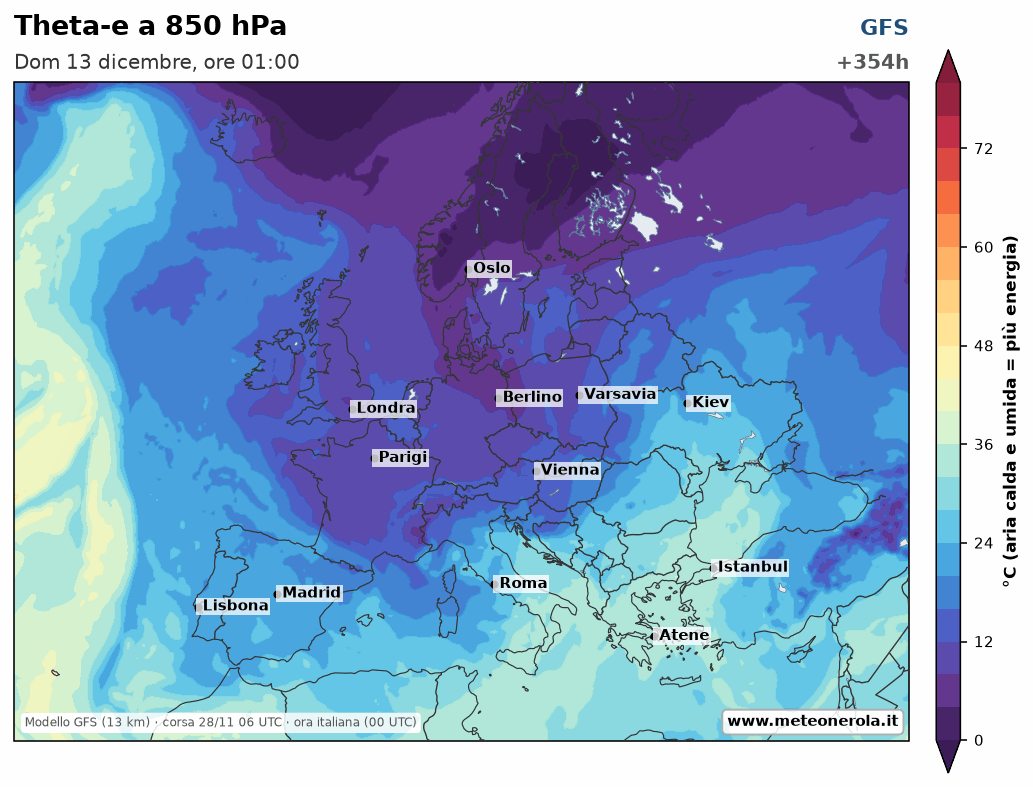 Theta-e a 850 hPa
GFS
Dom 13 dicembre, ore 01:00
+354h
72
60
48
36
24
12
0
°C (aria calda e umida = più energia)
Oslo
Londra
Berlino
Varsavia
Kiev
Parigi
Vienna
Istanbul
Roma
Madrid
Lisbona
Atene
Modello GFS (13 km) · corsa 28/11 06 UTC · ora italiana (00 UTC)
www.meteonerola.it